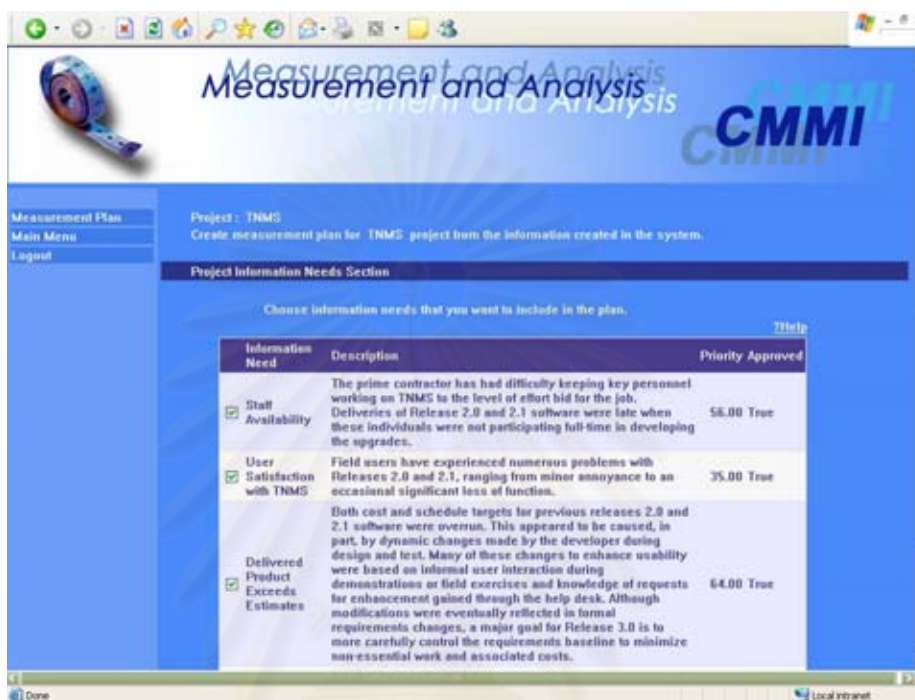 Measurement and Analysis
CMMI
Measurement Plan
Main Menu
Logout
Project : TNMS
Create measurement plan for TNMS project from the information created in the system.
Project Information Needs Section
Choose information needs that you want to include in the plan.
?Help
Information Need Description Priority Approved
Staff Availability
The prime contractor has had difficulty keeping key personnel
working on TNMS to the level of effort bid for the job.
Deliveries of Release 2.0 and 2.1 software were late when
these individuals were not participating full-time in developing
the upgrades.
56.00 True
User Satisfaction with TNMS
Field users have experienced numerous problems with
Releases 2.0 and 2.1, ranging from minor annoyance to an
occasional significant loss of function.
35.00 True
Delivered Product Exceeds Estimates
Both cost and schedule targets for previous releases 2.0 and
2.1 software were overrun. This appeared to be caused, in
part, by dynamic changes made by the developer during
design and test. Many of these changes to enhance usability
were based on informal user interaction during
demonstrations or field exercises and knowledge of requests
for enhancement gained through the help desk. Although
modifications were eventually reflected in formal
requirements changes, a major goal for Release 3.0 is to
more carefully control the requirements baseline to minimize
non-essential work and associated costs.
64.00 True
Done
Local intranet